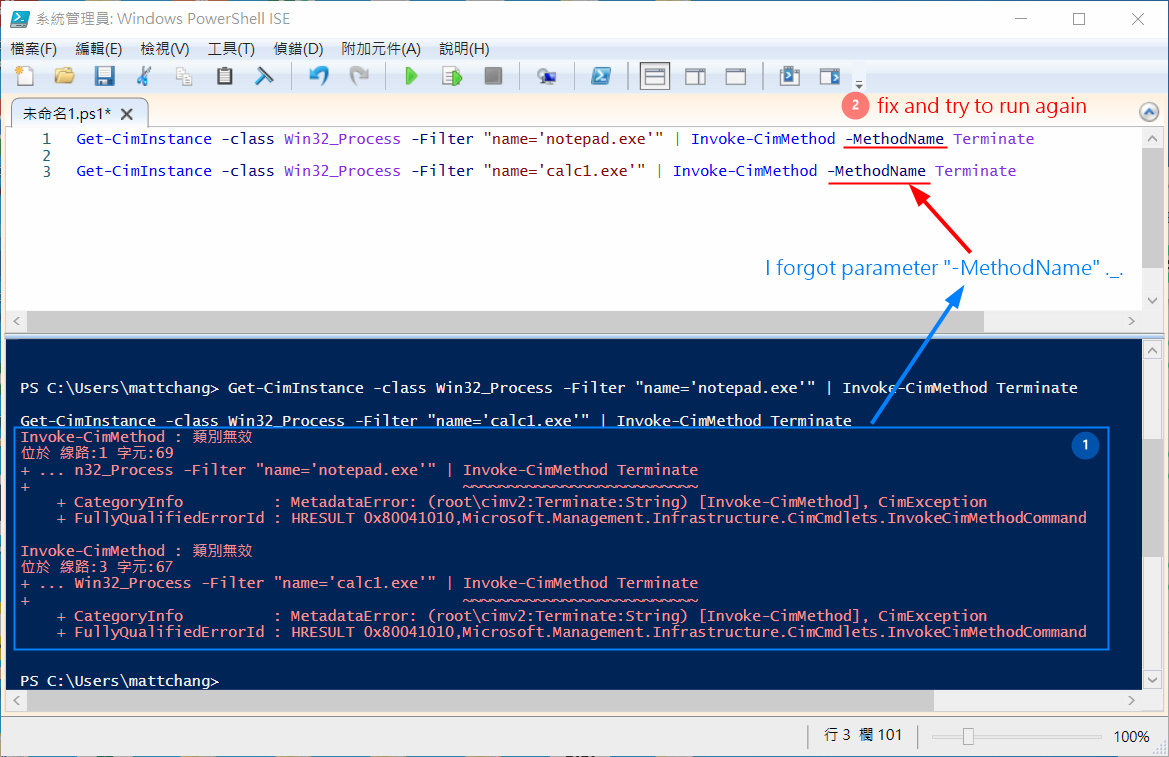 系統管理員: Windows PowerShell ISE
檔案(F) 編輯(E) 檢視(V) 工具(T) 偵錯(D) 附加元件(A) 說明(H)
未命名1.ps1* X
2 fix and try to run again
1 Get-CimInstance -class Win32_Process -Filter "name='notepad.exe'" | Invoke-CimMethod -MethodName Terminate
2
3 Get-CimInstance -class Win32_Process -Filter "name='calc1.exe'" | Invoke-CimMethod -MethodName Terminate
I forgot parameter "-MethodName" ._.
PS C:\Users\mattchang> Get-CimInstance -class Win32_Process -Filter "name='notepad.exe'" | Invoke-CimMethod Terminate
Get-CimInstance -class Win32_Process -Filter "name='calc1.exe'" | Invoke-CimMethod Terminate
1
Invoke-CimMethod : 類別無效
位於 線路:1 字元:69
+ ... n32_Process -Filter "name='notepad.exe'" | Invoke-CimMethod Terminate
+ ~~~~~~~~~~~~~~~~~~~~~~~~~~
+ CategoryInfo : MetadataError: (root\cimv2:Terminate:String) [Invoke-CimMethod], CimException
+ FullyQualifiedErrorId : HRESULT 0x80041010,Microsoft.Management.Infrastructure.CimCmdlets.InvokeCimMethodCommand
Invoke-CimMethod : 類別無效
位於 線路:3 字元:67
+ ... Win32_Process -Filter "name='calc1.exe'" | Invoke-CimMethod Terminate
+ ~~~~~~~~~~~~~~~~~~~~~~~~~~
+ CategoryInfo : MetadataError: (root\cimv2:Terminate:String) [Invoke-CimMethod], CimException
+ FullyQualifiedErrorId : HRESULT 0x80041010,Microsoft.Management.Infrastructure.CimCmdlets.InvokeCimMethodCommand
PS C:\Users\mattchang>
行 3 欄 101 100%